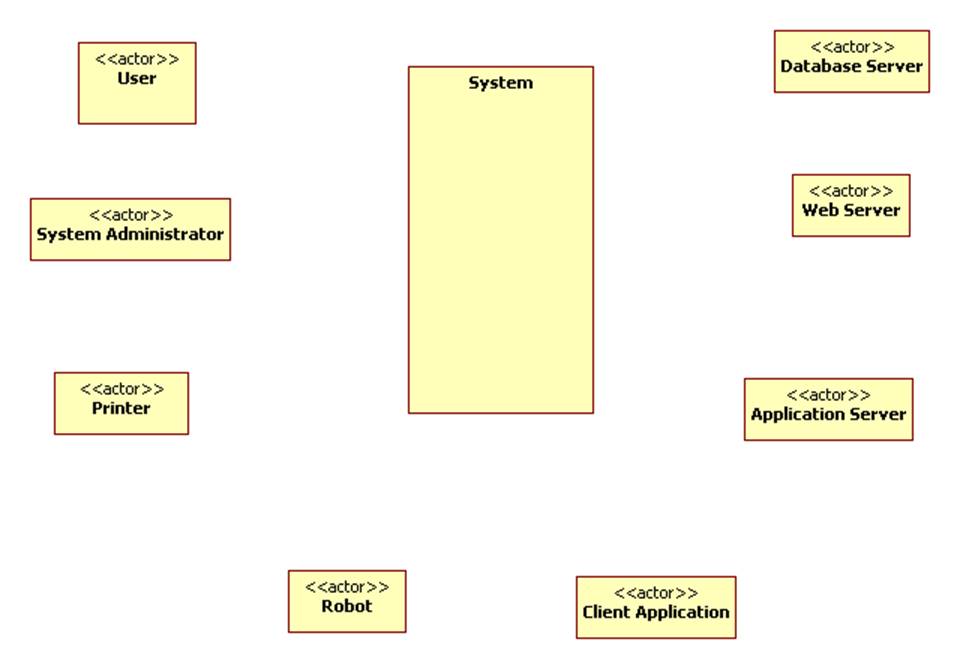 <<actor>>
User
System
<<actor>>
Database Server
<<actor>>
System Administrator
<<actor>>
Web Server
<<actor>>
Printer
<<actor>>
Application Server
<<actor>>
Robot
<<actor>>
Client Application